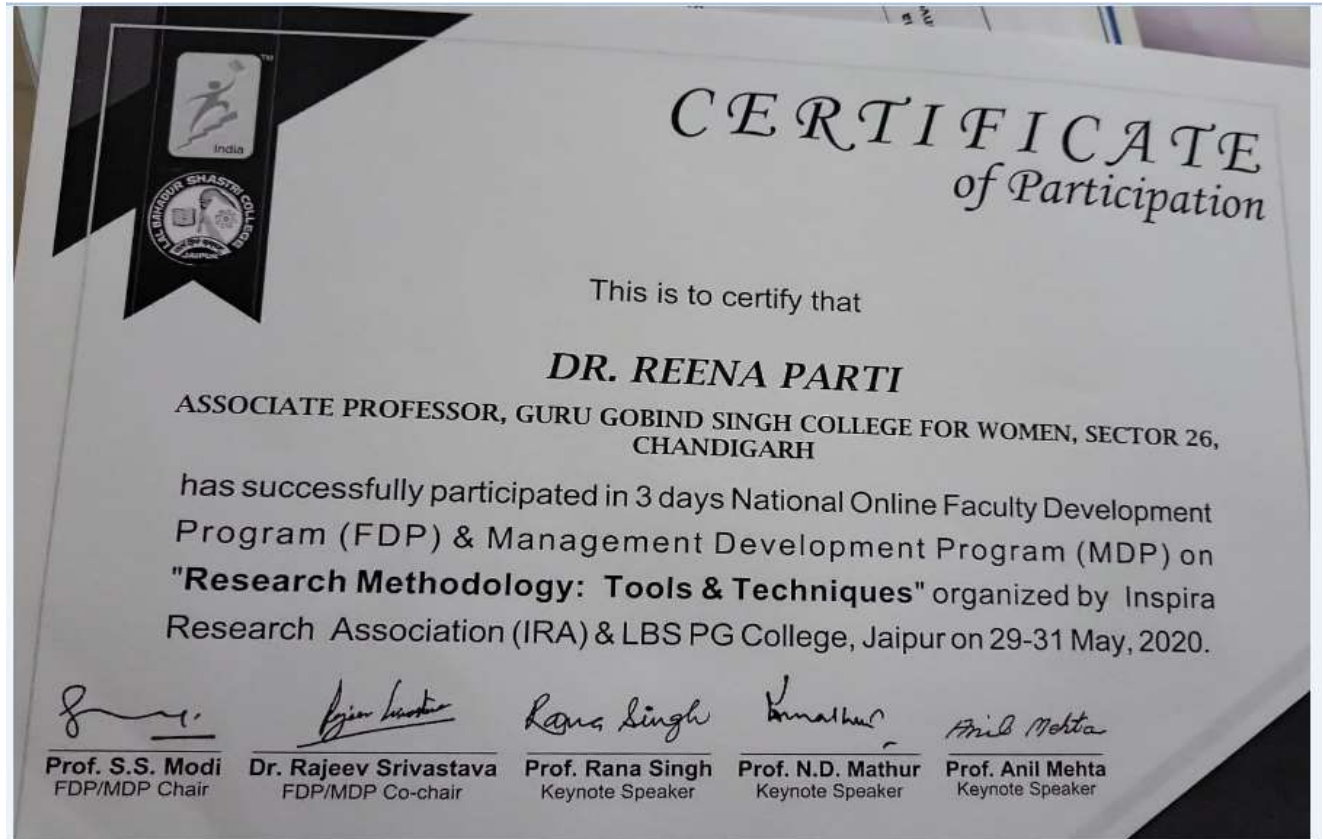 TM
india
LAL BAHADUR SHASTRI COLLEGE
JAIPUR
CERTIFICATE
of Participation
This is to certify that
DR. REENA PARTI
ASSOCIATE PROFESSOR, GURU GOBIND SINGH COLLEGE FOR WOMEN, SECTOR 26,
CHANDIGARH
has successfully participated in 3 days National Online Faculty Development
Program (FDP) & Management Development Program (MDP) on
"Research Methodology: Tools & Techniques" organized by Inspira
Research Association (IRA) & LBS PG College, Jaipur on 29-31 May, 2020.
Rana Singh
Anil Mehta
Prof. S.S. Modi Dr. Rajeev Srivastava Prof. Rana Singh Prof. N.D. Mathur Prof. Anil Mehta
FDP/MDP Chair FDP/MDP Co-chair Keynote Speaker Keynote Speaker Keynote Speaker